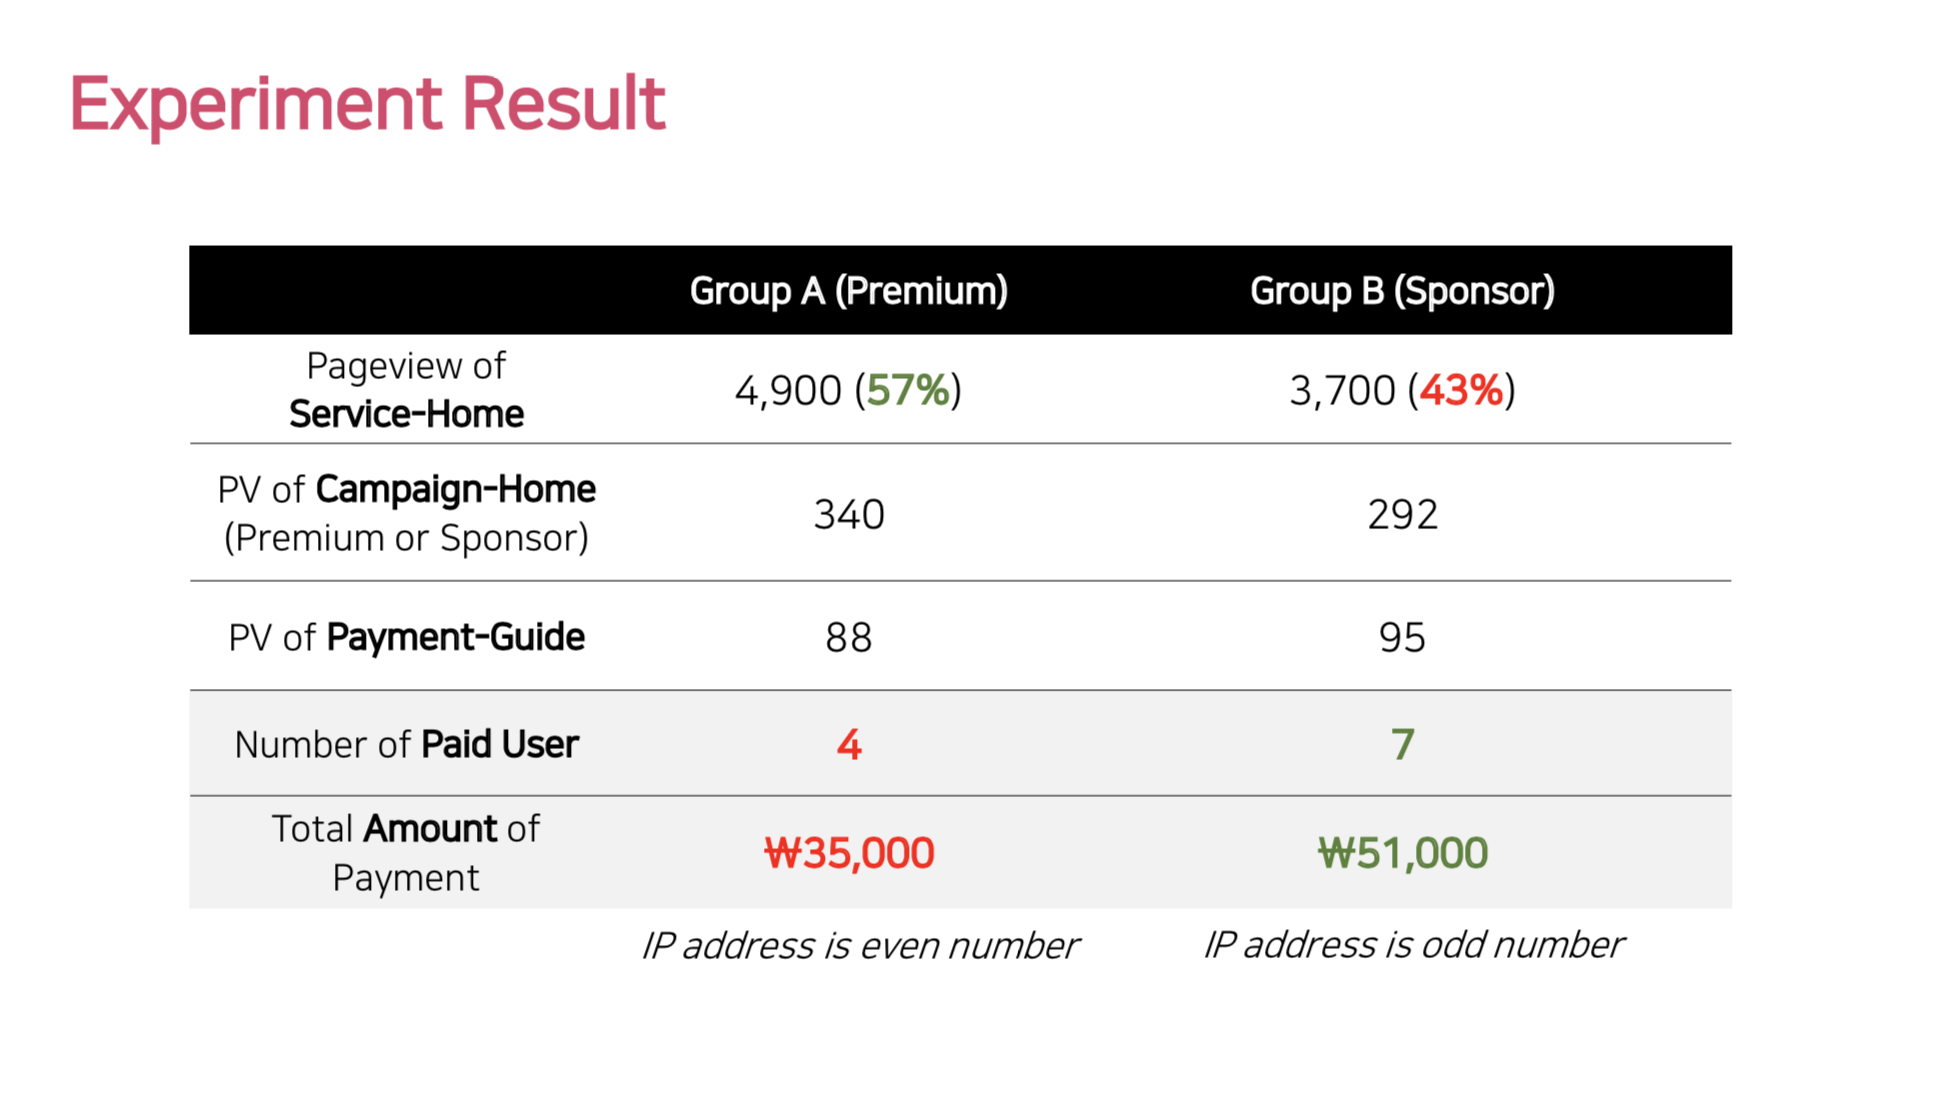 Experiment Result
Group A (Premium) Group B (Sponsor)
Pageview of
Service-Home 4,900 (57%) 3,700 (43%)
PV of Campaign-Home
(Premium or Sponsor) 340 292
PV of Payment-Guide 88 95
Number of Paid User 4 7
Total Amount of
Payment ₩35,000 ₩51,000
IP address is even number IP address is odd number